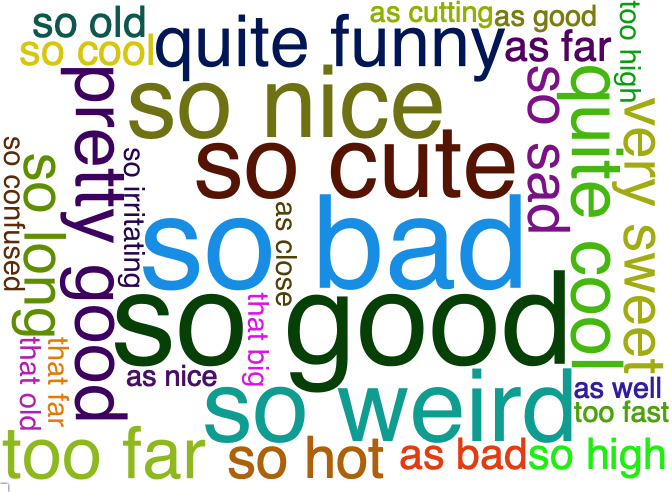 so old
as cutting
as good
too high
so cool
quite funny
as far
pretty good
so nice
so sad
quite cool
very sweet
so confused
so long
so irritating
so cute
so bad
as close
so good
that big
that old
that far
as nice
so weird
as well
too fast
too far
so hot
as bad
so high